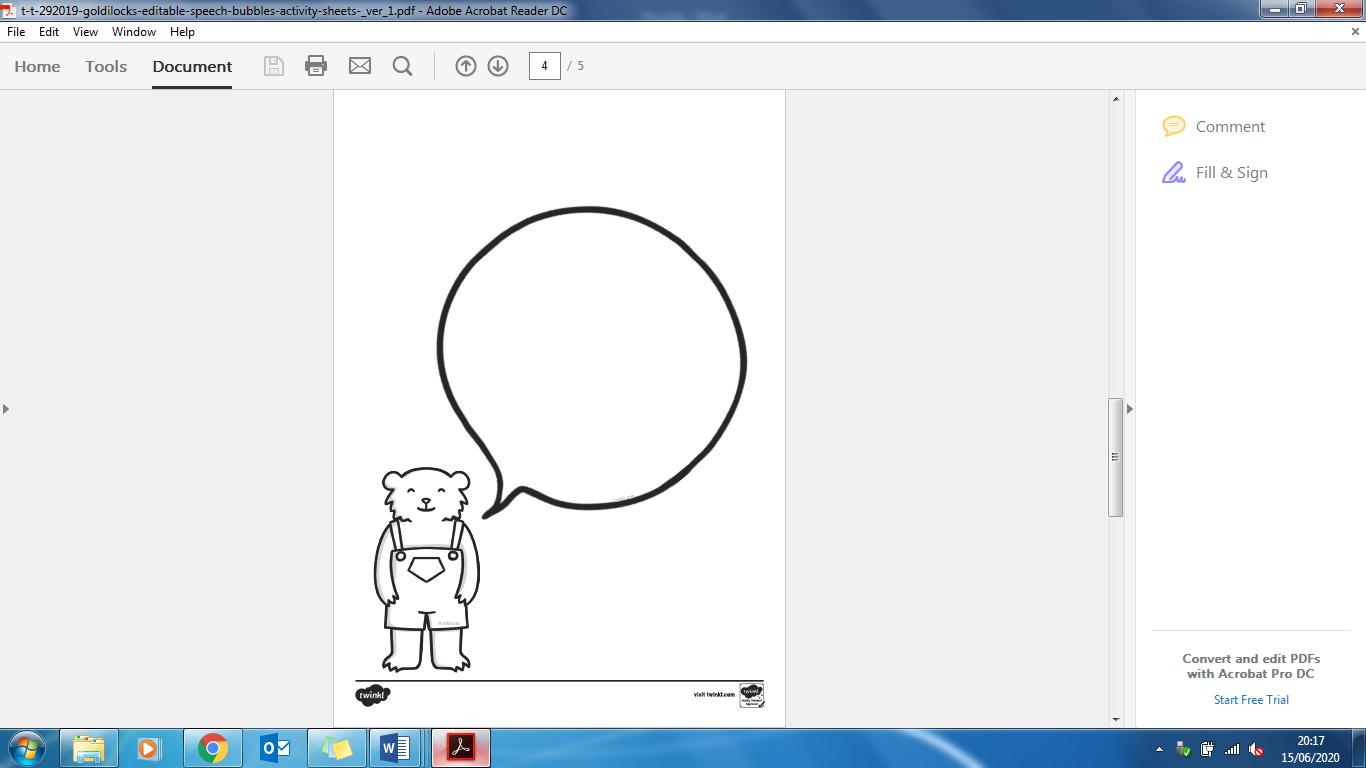 t-t-292019-goldilocks-editable-speech-bubbles-activity-sheets-_ver_1.pdf - Adobe Acrobat Reader DC
File Edit View Window Help
Home Tools Document 4 / 5
Comment
Fill & Sign
twinkl
visit twinkl.com
twinkl
Convert and edit PDFs
with Acrobat Pro DC
Start Free Trial
20:17
15/06/2020